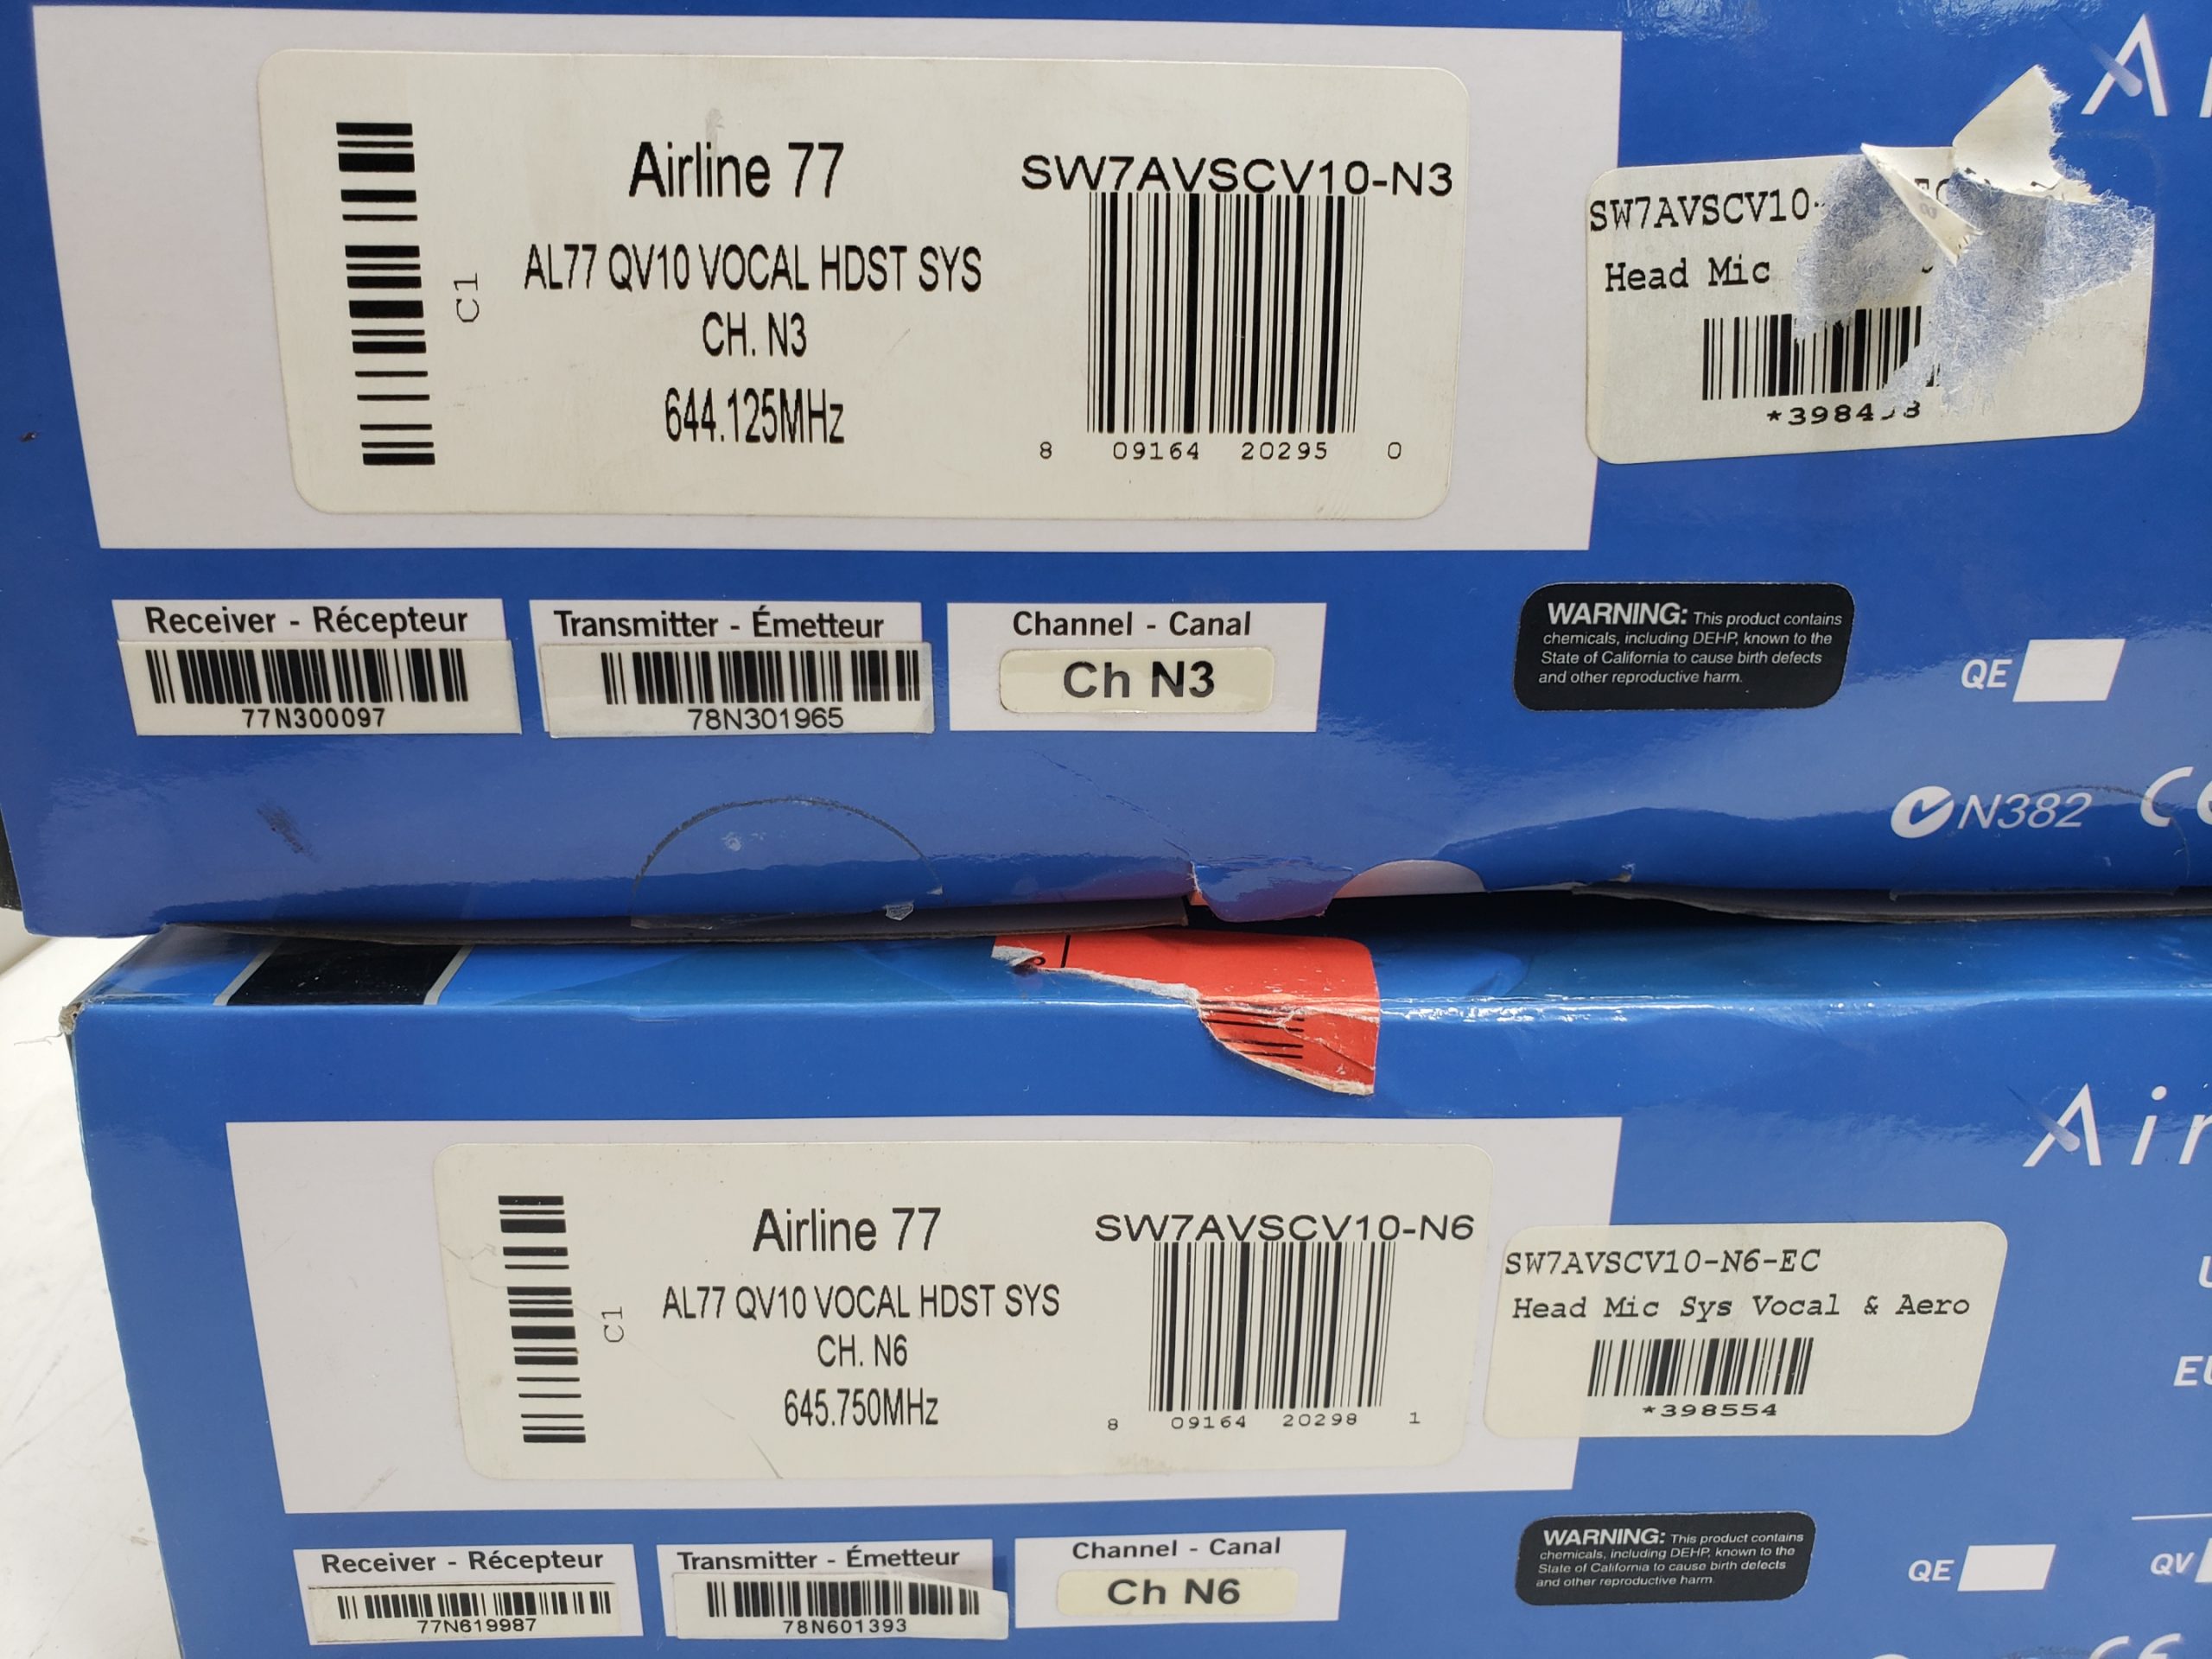 Airline 77
AL77 QV10 VOCAL HDST SYS
CH. N3
644.125MHz
C1
SW7AVSCV10-N3
8 09164 20295 0
SW7AVSCV10-
Head Mic
Receiver - Récepteur
77N300097
Transmitter - Émetteur
78N301965
Channel - Canal
Ch N3
WARNING: This product contains
chemicals, including DEHP, known to the
State of California to cause birth defects
and other reproductive harm.
QE
N382 CE
Air
Airline 77
AL77 QV10 VOCAL HDST SYS
CH. N6
645.750MHz
C1
SW7AVSCV10-N6
8 09164 20298 1
SW7AVSCV10-N6-EC
Head Mic Sys Vocal & Aero
*398554
Receiver - Récepteur
77N619987
Transmitter - Émetteur
78N601393
Channel - Canal
Ch N6
WARNING: This product contains
chemicals, including DEHP, known to the
State of California to cause birth defects
and other reproductive harm.
QE
QV
CE